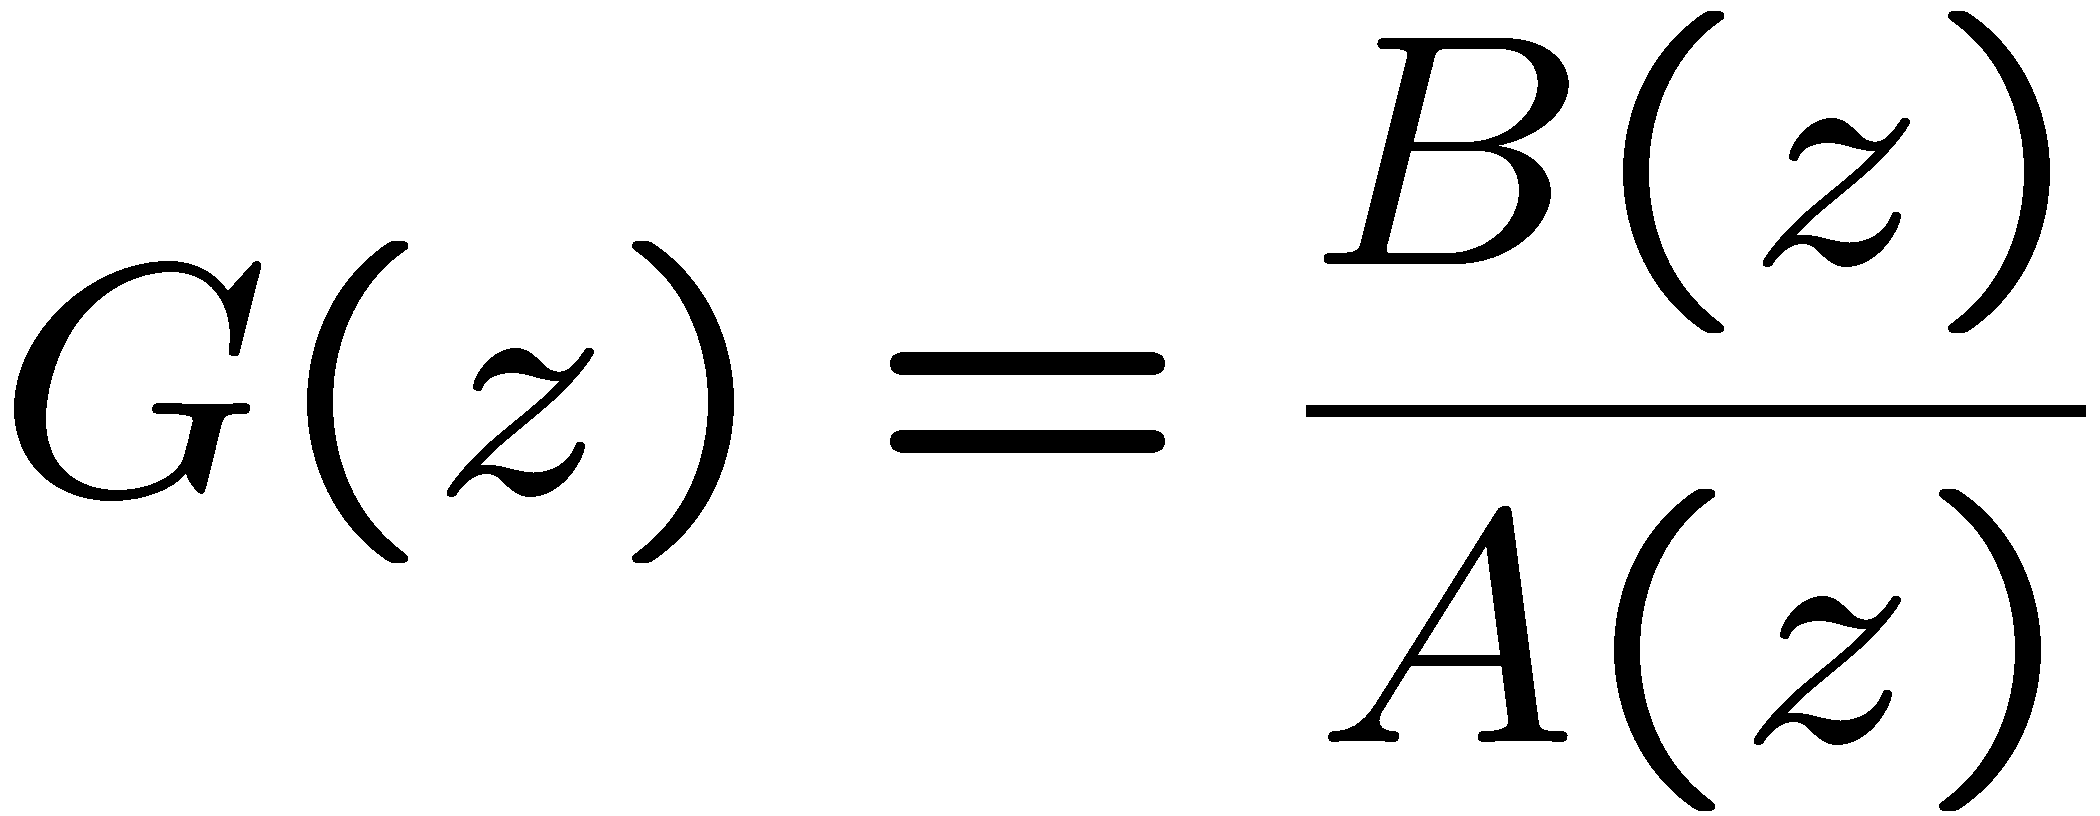 G(z) = B(z) / A(z)